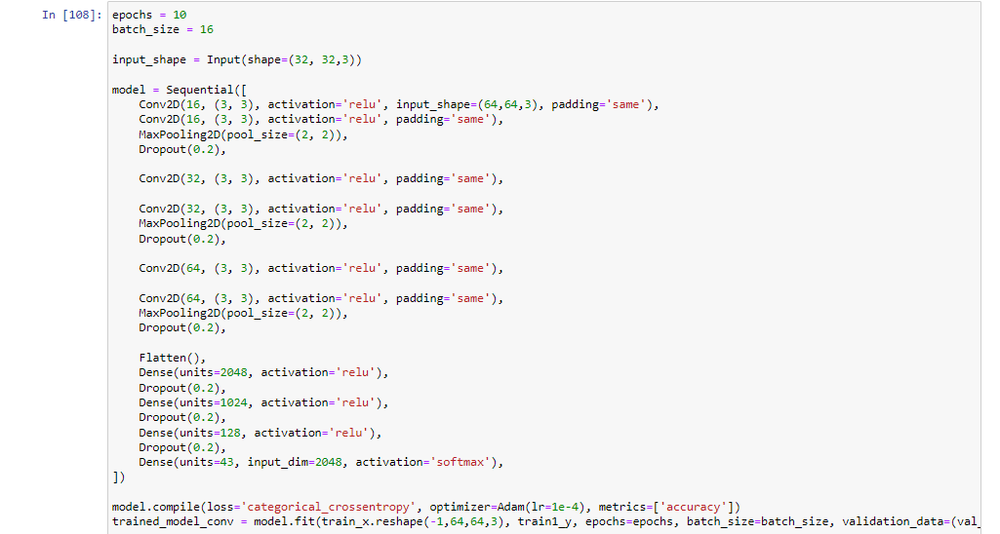 In [108]: epochs = 10
batch_size = 16
input_shape = Input(shape=(32, 32,3))
model = Sequential([
Conv2D(16, (3, 3), activation='relu', input_shape=(64,64,3), padding='same'),
Conv2D(16, (3, 3), activation='relu', padding='same'),
MaxPooling2D(pool_size=(2, 2)),
Dropout(0.2),
Conv2D(32, (3, 3), activation='relu', padding='same'),
Conv2D(32, (3, 3), activation='relu', padding='same'),
MaxPooling2D(pool_size=(2, 2)),
Dropout(0.2),
Conv2D(64, (3, 3), activation='relu', padding='same'),
Conv2D(64, (3, 3), activation='relu', padding='same'),
MaxPooling2D(pool_size=(2, 2)),
Dropout(0.2),
Flatten(),
Dense(units=2048, activation='relu'),
Dropout(0.2),
Dense(units=1024, activation='relu'),
Dropout(0.2),
Dense(units=128, activation='relu'),
Dropout(0.2),
Dense(units=43, input_dim=2048, activation='softmax'),
])
model.compile(loss='categorical_crossentropy', optimizer=Adam(lr=1e-4), metrics=['accuracy'])
trained_model_conv = model.fit(train_x.reshape(-1,64,64,3), train1_y, epochs=epochs, batch_size=batch_size, validation_data=(val_